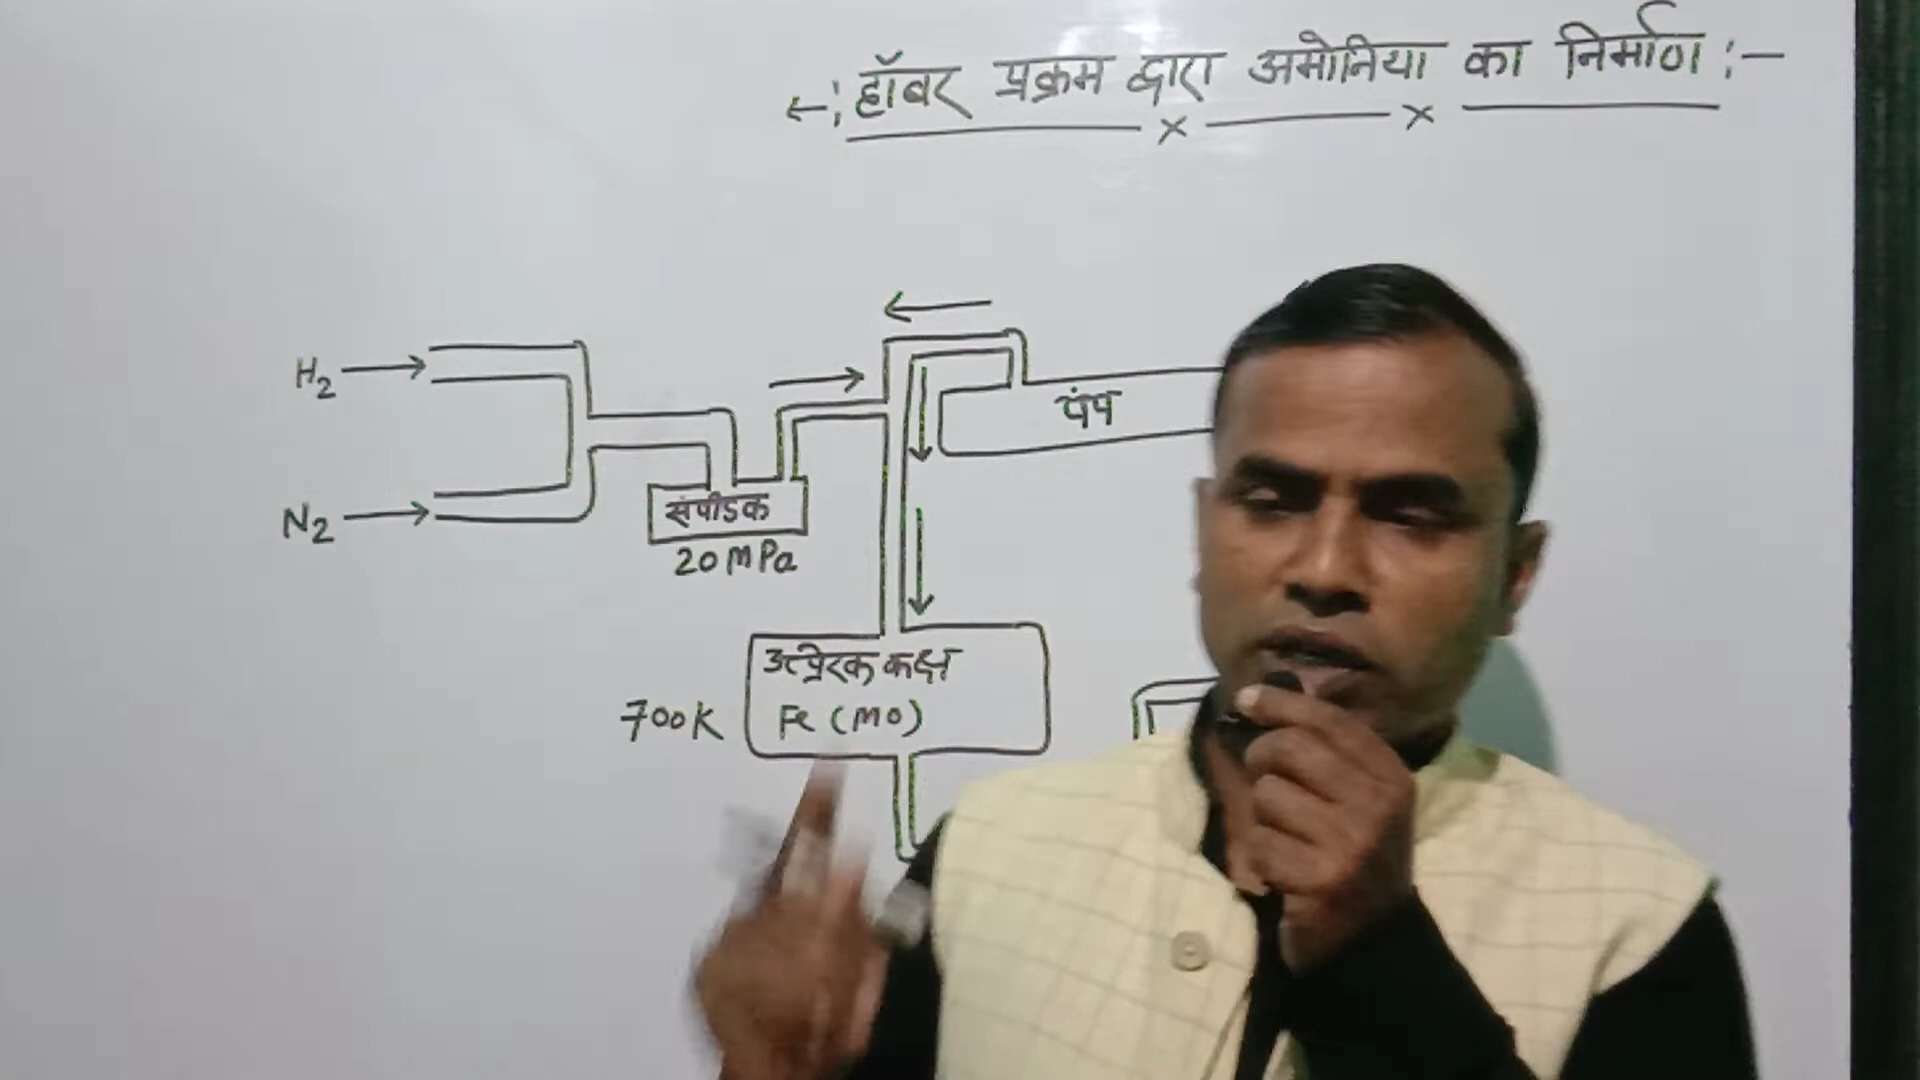 ←:हॉबर प्रक्रम द्वारा अमोनिया का निर्माण:-
H2
पंप
N2
संपीडक
20 MPa
उत्प्रेरक कक्ष
700K
Fe (MO)